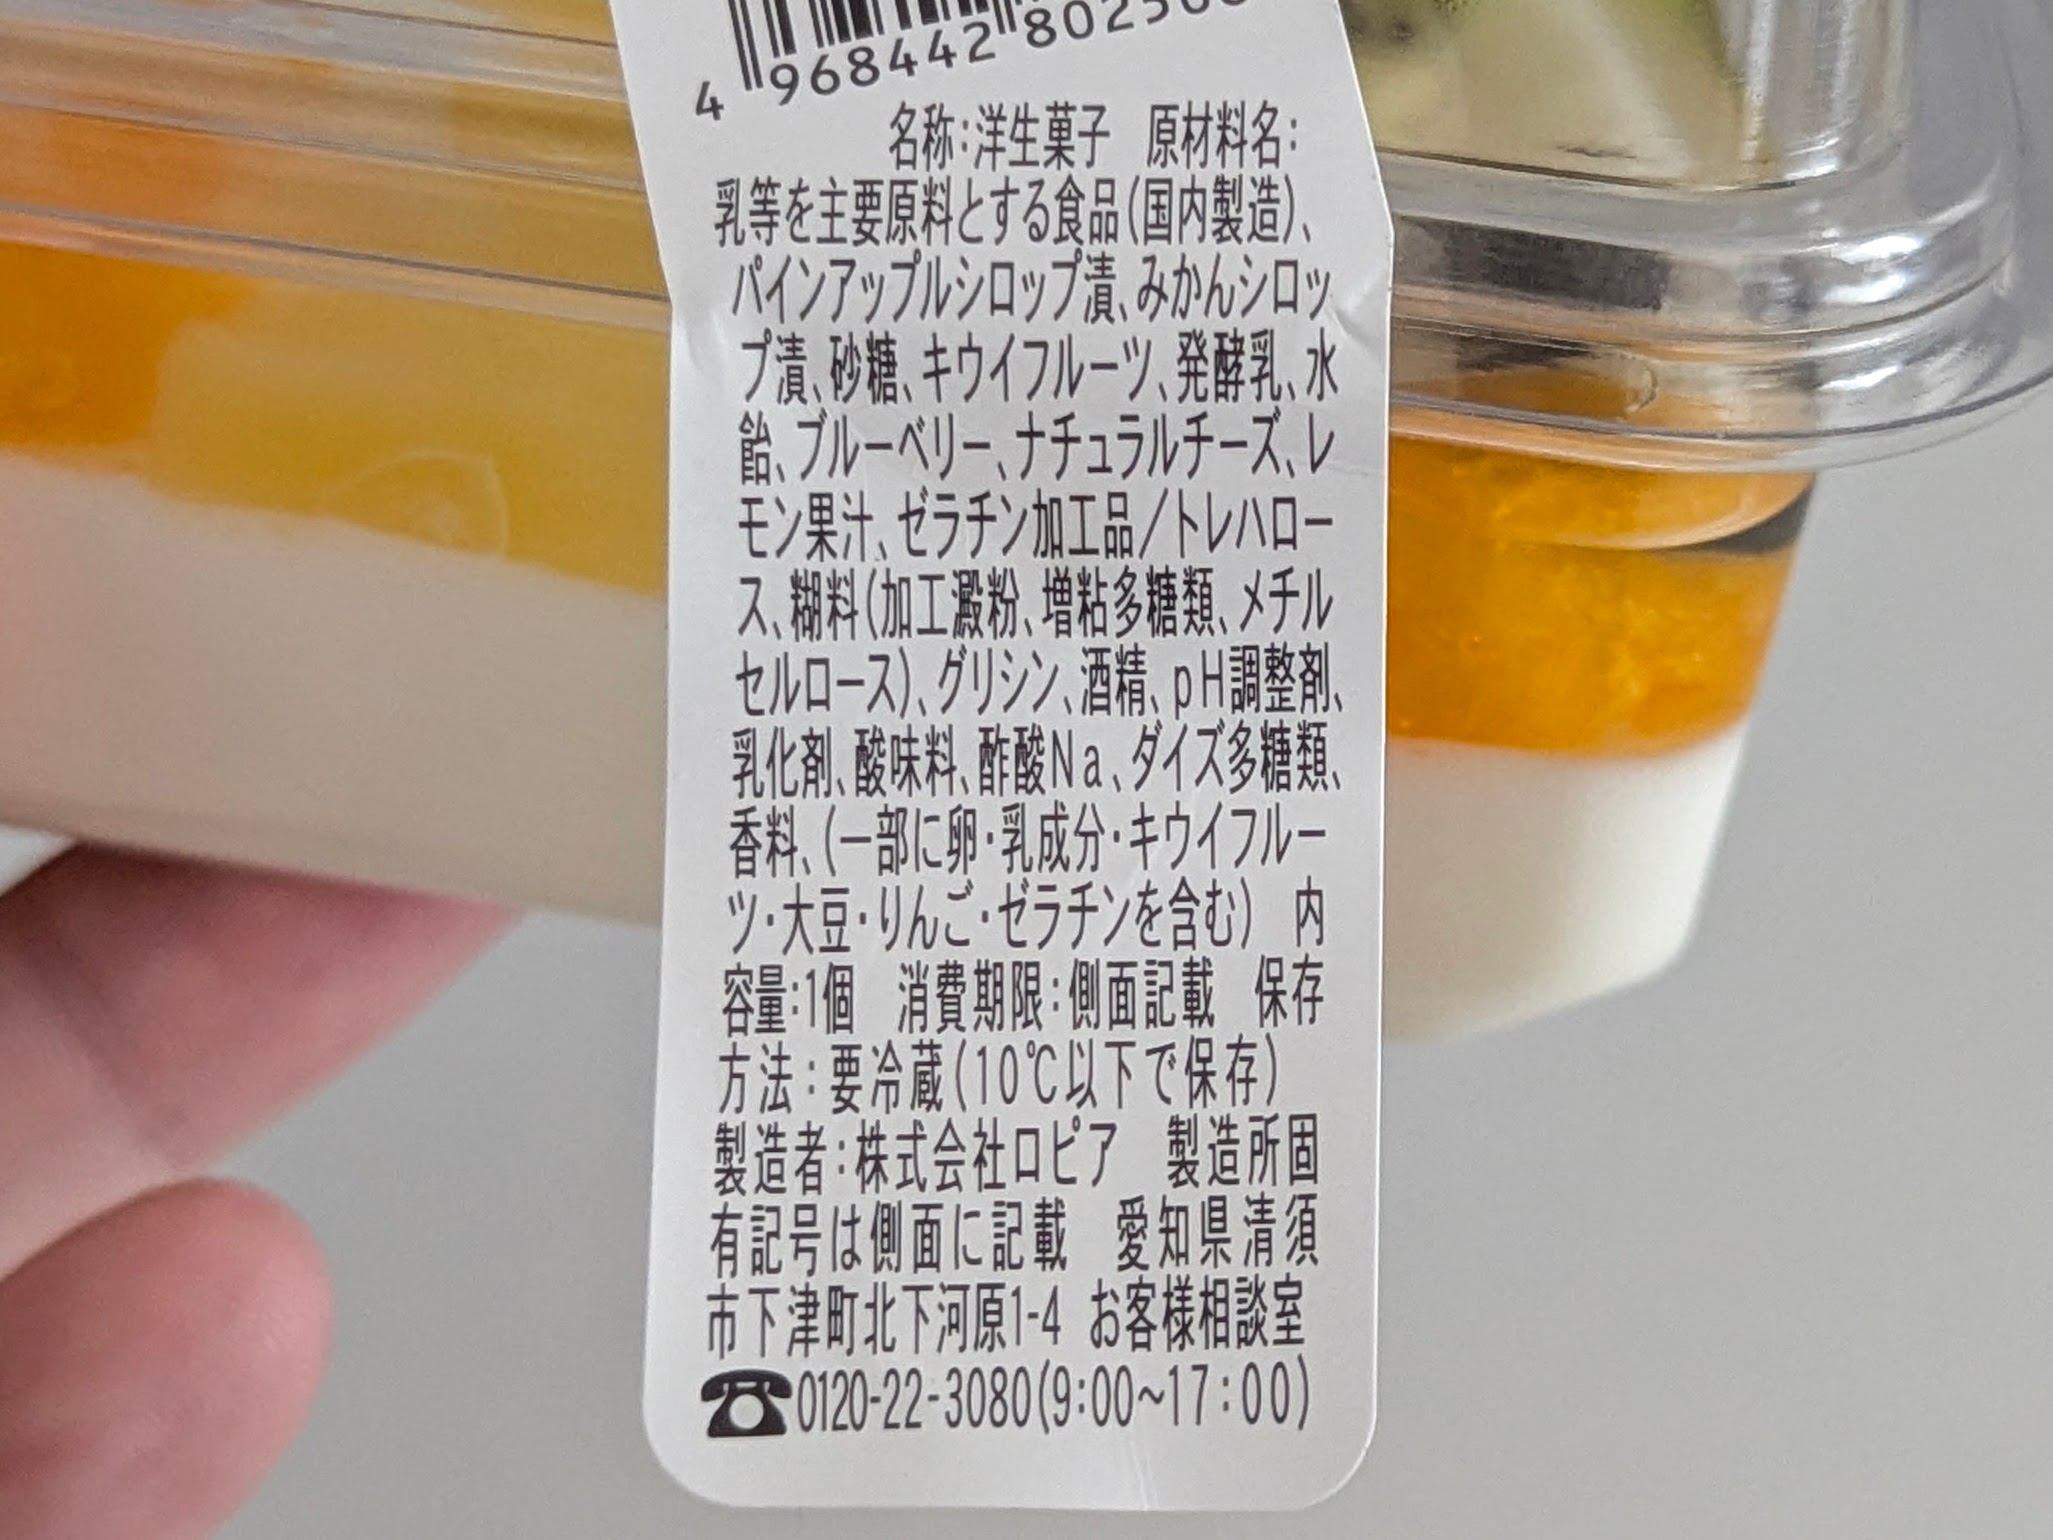 4 968442 802
名称:洋生菓子 原材料名:
乳等を主要原料とする食品(国内製造)、
パインアップルシロップ漬、みかんシロッ
プ漬、砂糖、キウイフルーツ、発酵乳、水
飴、ブルーベリー、ナチュラルチーズ、レ
モン果汁、ゼラチン加工品/トレハロー
ス、糊料(加工澱粉、増粘多糖類、メチル
セルロース)、グリシン、酒精、pH調整剤、
乳化剤、酸味料、酢酸Na、ダイズ多糖類、
香料、(一部に卵・乳成分・キウイフルー
ツ・大豆・りんご・ゼラチンを含む) 内
容量:1個 消費期限:側面記載 保存
方法:要冷蔵(10℃以下で保存)
製造者:株式会社ロピア 製造所固
有記号は側面に記載 愛知県清須
市下津町北下河原1-4 お客様相談室
☎0120-22-3080(9:00~17:00)